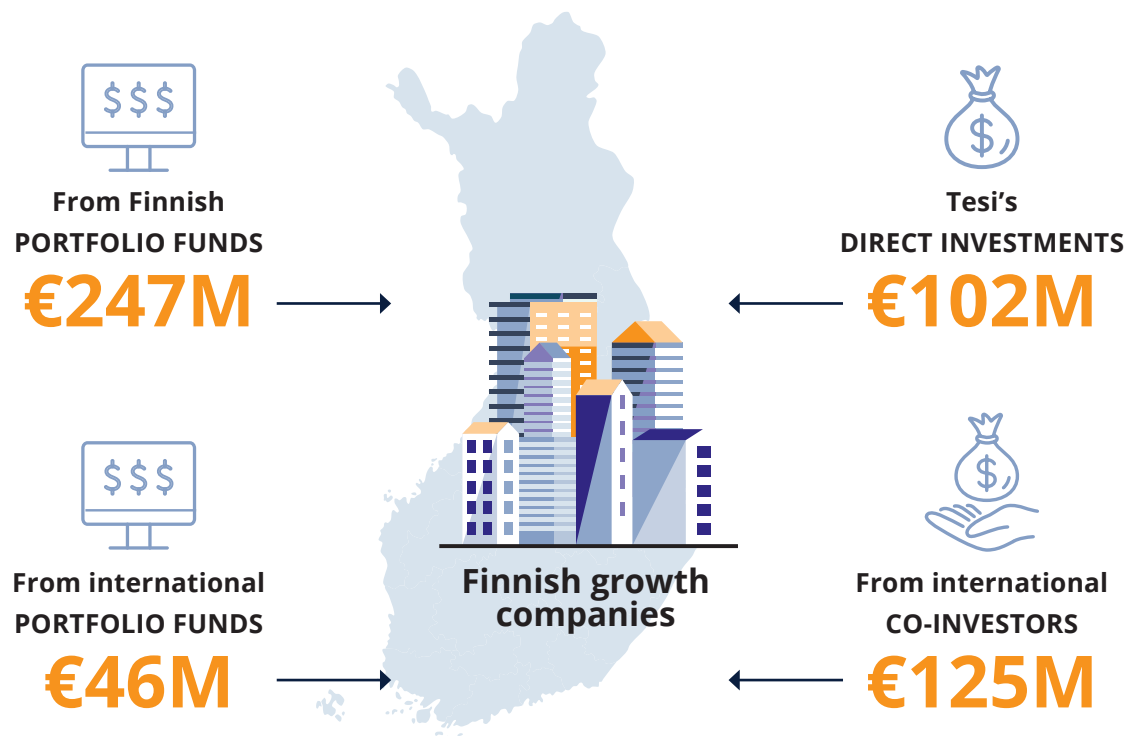 $ $ $
From Finnish
PORTFOLIO FUNDS
€247M
$
Tesi’s
DIRECT INVESTMENTS
€102M
$ $ $
From international
PORTFOLIO FUNDS
€46M
Finnish growth
companies
$
From international
CO-INVESTORS
€125M